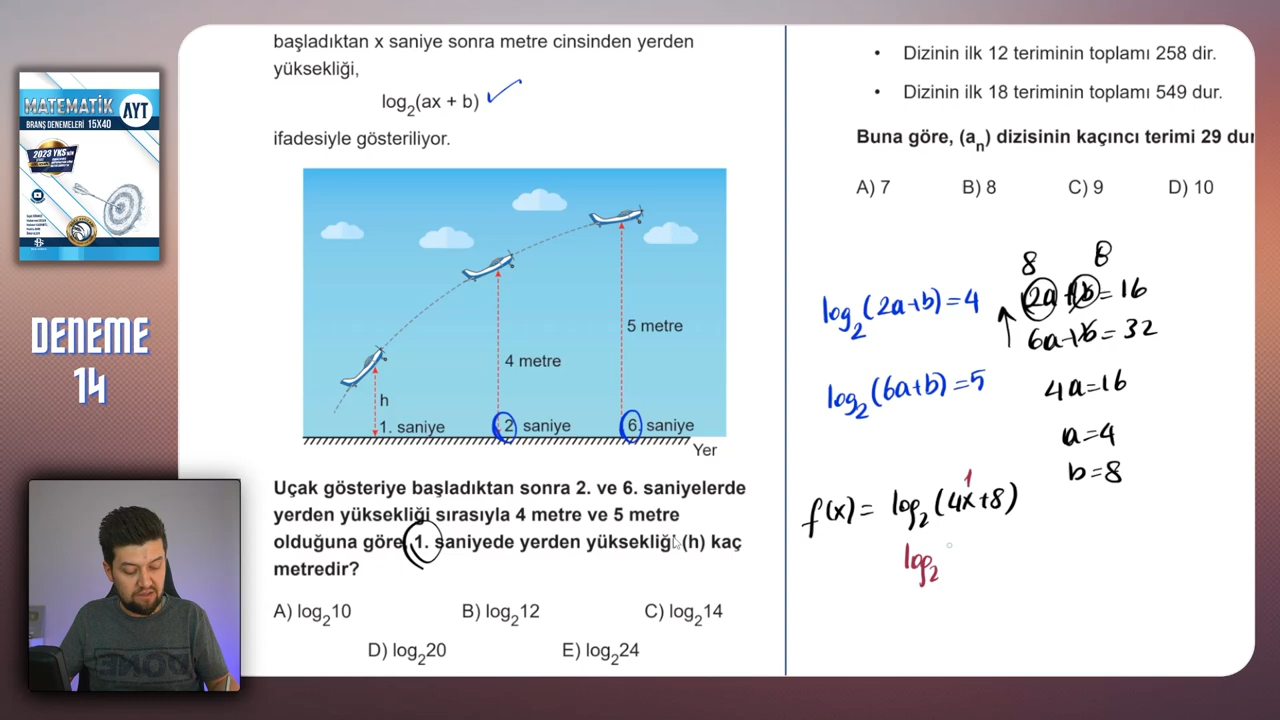 MATEMATİK AYT
BRANŞ DENEMELERİ 15X40
2023 YKS'NİN
DENEME
14
başladıktan x saniye sonra metre cinsinden yerden
yüksekliği,
log₂(ax + b)
ifadesiyle gösteriliyor.
5 metre
4 metre
h
1. saniye
2. saniye
6. saniye
Yer
Uçak gösteriye başladıktan sonra 2. ve 6. saniyelerde
yerden yüksekliği sırasıyla 4 metre ve 5 metre
olduğuna göre, 1. saniyede yerden yüksekliği (h) kaç
metredir?
A) log₂10 B) log₂12 C) log₂14
D) log₂20 E) log₂24
• Dizinin ilk 12 teriminin toplamı 258 dir.
• Dizinin ilk 18 teriminin toplamı 549 dur.
Buna göre, (aₙ) dizisinin kaçıncı terimi 29 dur
A) 7 B) 8 C) 9 D) 10
log₂(2a+b)=4
log₂(6a+b)=5
8 8
2a+b=16
6a+b=32
4a=16
a=4
b=8
1
f(x)= log₂(4x+8)
log₂